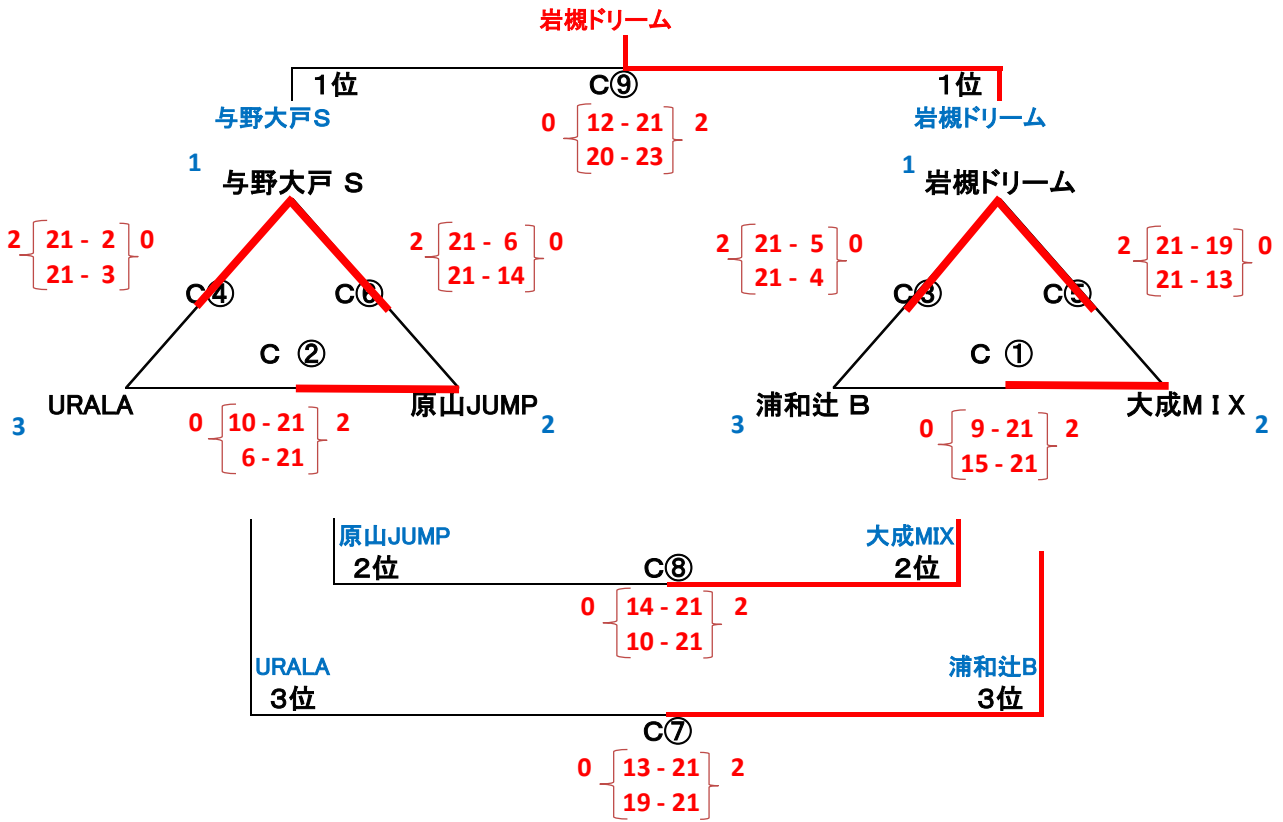 岩槻ドリーム
1位 C⑨ 1位
与野大戸S 岩槻ドリーム
0 12 - 21 2
20 - 23
1 1
与野大戸 S 岩槻ドリーム
2 21 - 2 0 2 21 - 6 0 2 21 - 5 0 2 21 - 19 0
21 - 3 21 - 14 21 - 4 21 - 13
C④ C⑥ C③ C⑤
C ② C ①
URALA 原山JUMP 浦和辻 B 大成MIX
3 2 3 2
0 10 - 21 2 0 9 - 21 2
6 - 21 15 - 21
原山JUMP 大成MIX
2位 C⑧ 2位
0 14 - 21 2
10 - 21
URALA 浦和辻B
3位 3位
C⑦
0 13 - 21 2
19 - 21